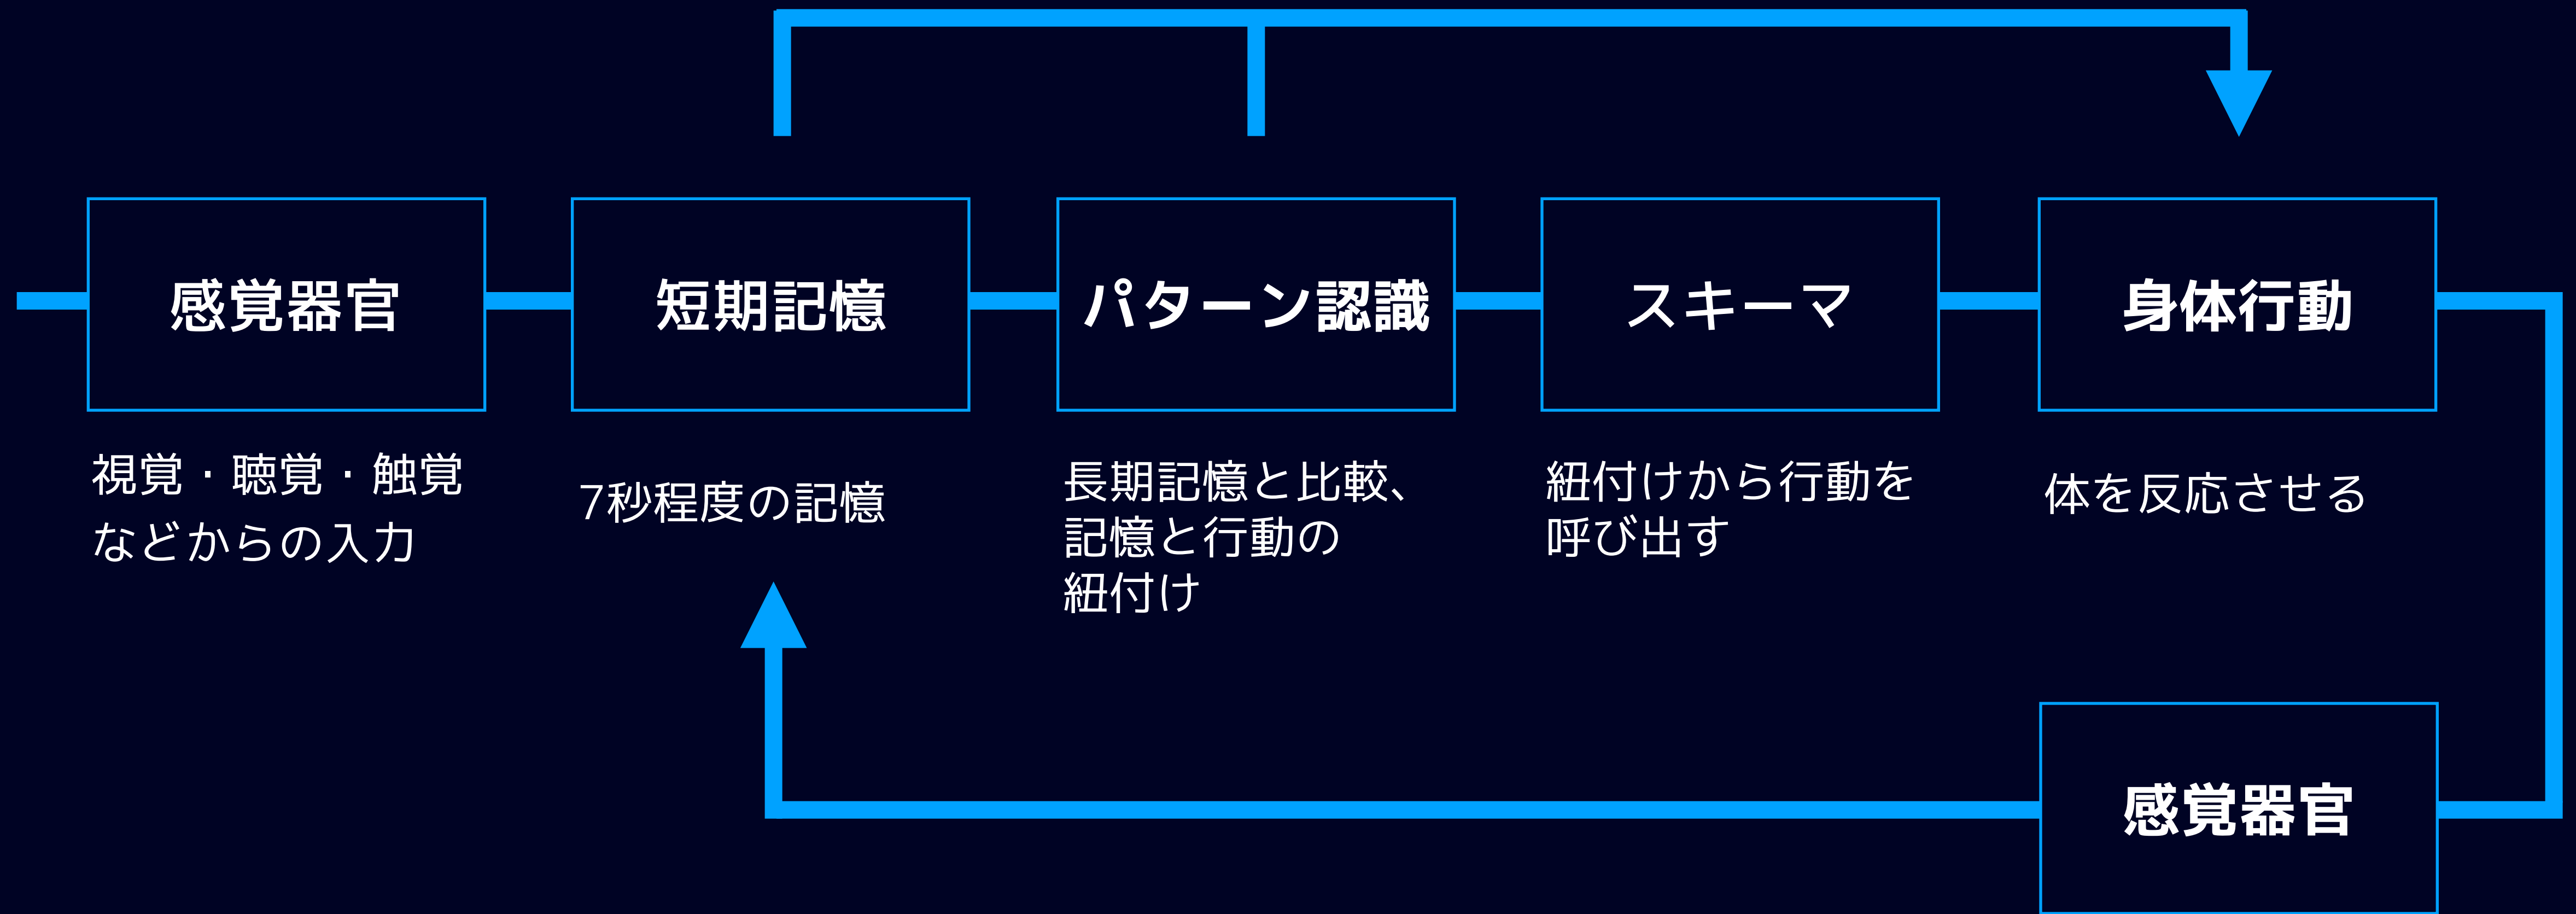 感覚器官
短期記憶
パターン認識
スキーマ
身体行動
視覚・聴覚・触覚
などからの入力
7秒程度の記憶
長期記憶と比較、
記憶と行動の
紐付け
紐付けから行動を
呼び出す
体を反応させる
感覚器官